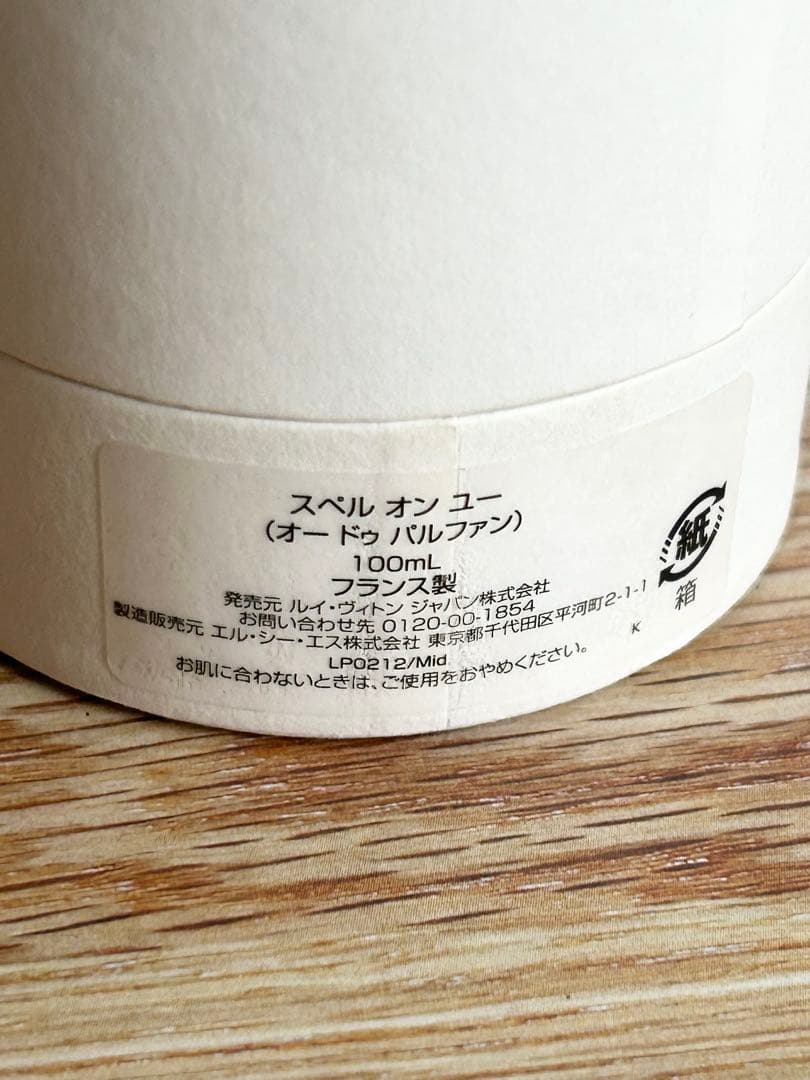 スペル オン ユー
(オー ドゥ パルファン)
100mL
フランス製
発売元 ルイ・ヴィトン ジャパン株式会社
お問い合わせ先 0120-00-1854
製造販売元 エル・シー・エス株式会社 東京都千代田区平河町2-1-1
LP0212/Mid
K
お肌に合わないときは、ご使用をおやめください。
紙
箱